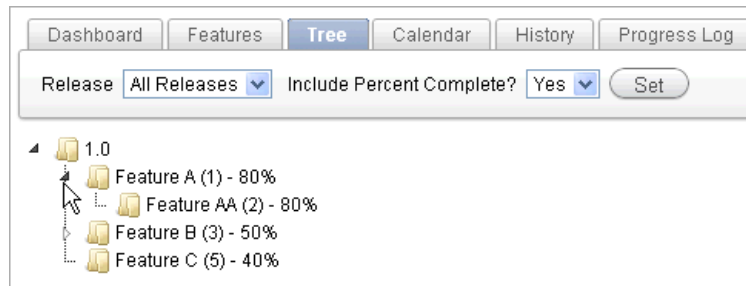 Dashboard Features Tree Calendar History Progress Log
Release All Releases Include Percent Complete? Yes Set
1.0
Feature A (1) - 80%
Feature AA (2) - 80%
Feature B (3) - 50%
Feature C (5) - 40%